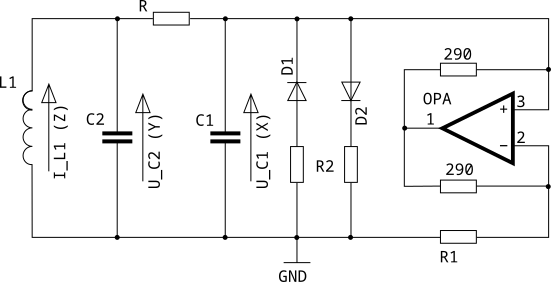 R
L1
I_L1 (Z)
C2
U_C2 (Y)
C1
U_C1 (X)
D1
D2
R2
290
OPA
3
+
1
2
−
290
R1
GND